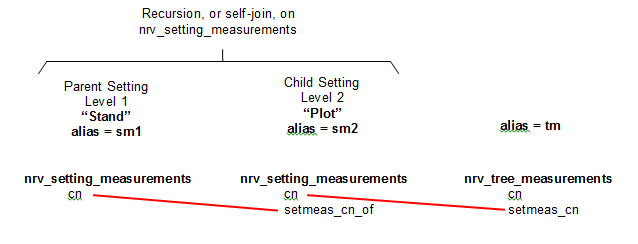 Recursion, or self-join, on
nrv_setting_measurements
Parent Setting
Level 1
“Stand”
alias = sm1
Child Setting
Level 2
“Plot”
alias = sm2
alias = tm
nrv_setting_measurements
cn
nrv_setting_measurements
cn
setmeas_cn_of
nrv_tree_measurements
cn
setmeas_cn